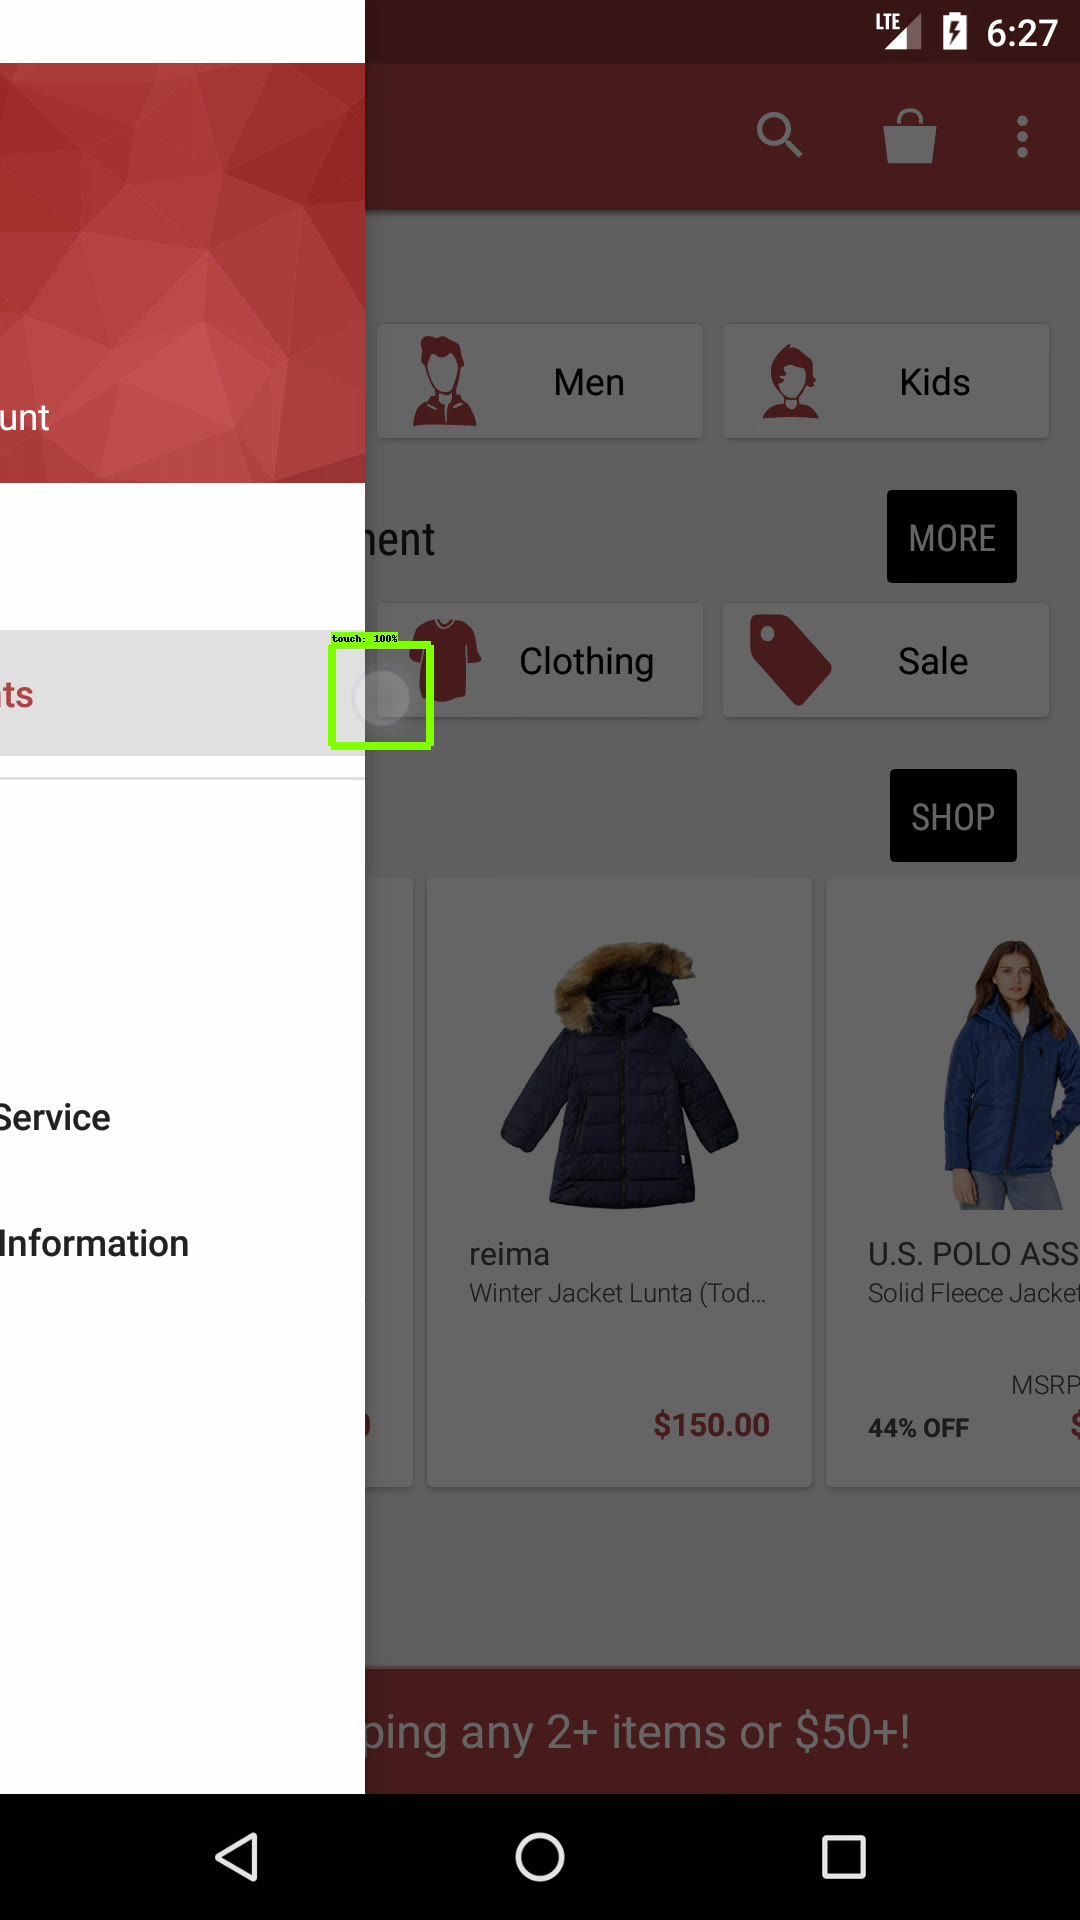 LTE 6:27
unt
Men
Kids
nent
MORE
touch: 100%
ts
Clothing
Sale
SHOP
Service
Information
reima
Winter Jacket Lunta (Tod...
$150.00
U.S. POLO ASS
Solid Fleece Jacket
MSRP
44% OFF
$
ping any 2+ items or $50+!